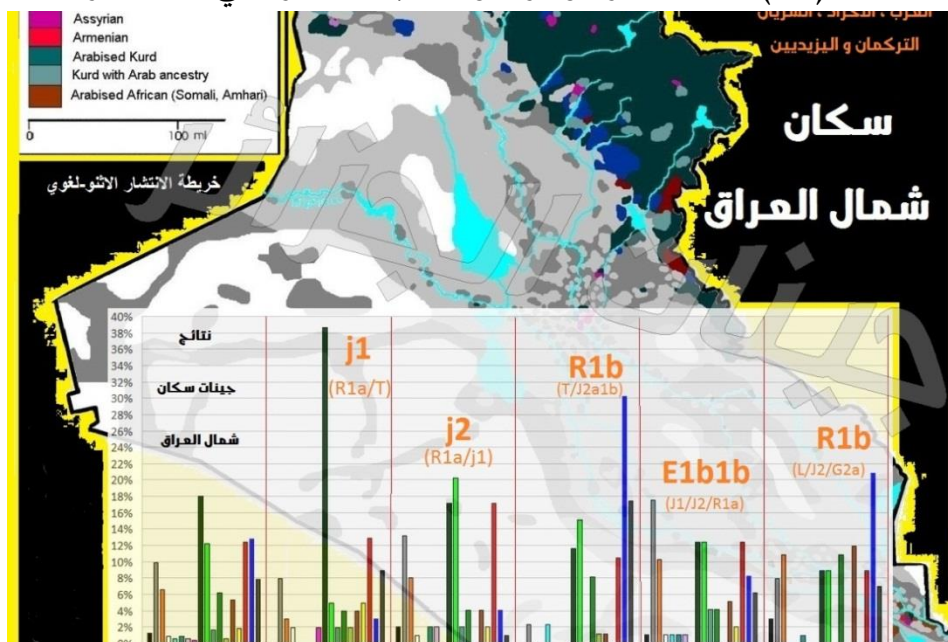 Assyrian
Armenian
Arabised Kurd
Kurd with Arab ancestry
Arabised African (Somali, Amhari)
0 100 ml
العرب ، الأكراد ، السريان
التركمان و اليزيديين
سكان
شمال العراق
خريطة الانتشار الاثنو-لغوي
نتائج
جينات سكان
شمال العراق
40%
38%
36%
34%
32%
30%
28%
26%
24%
22%
20%
18%
16%
14%
12%
10%
8%
6%
4%
2%
j1
(R1a/T)
j2
(R1a/j1)
R1b
(T/J2a1b)
E1b1b
(J1/J2/R1a)
R1b
(L/J2/G2a)